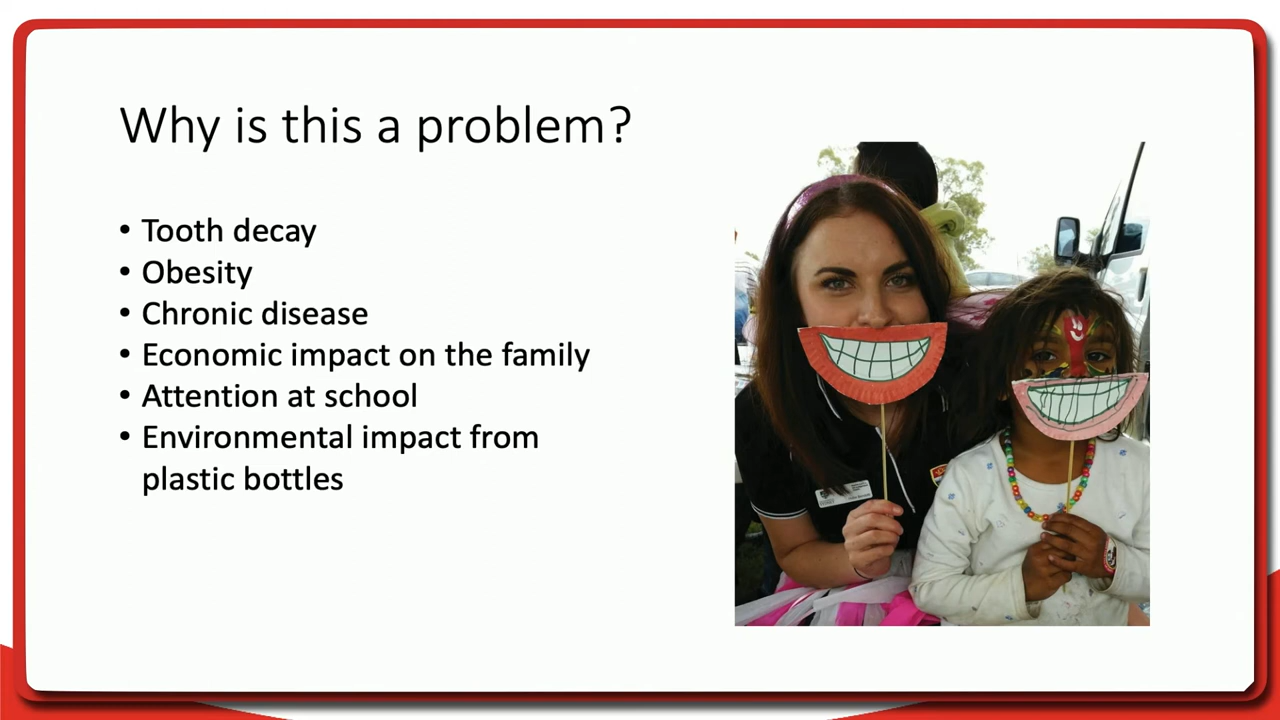 Why is this a problem?
• Tooth decay
• Obesity
• Chronic disease
• Economic impact on the family
• Attention at school
• Environmental impact from
plastic bottles